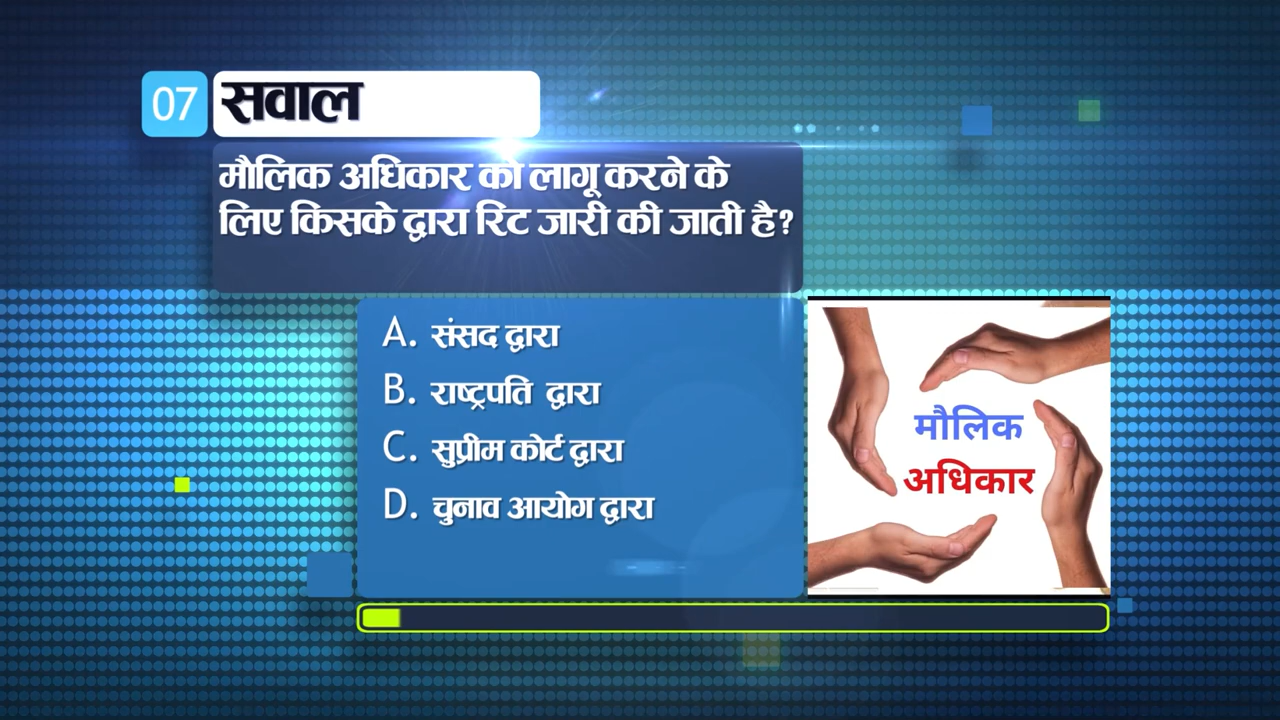 07 सवाल
मौलिक अधिकार को लागू करने के
लिए किसके द्वारा रिट जारी की जाती है?
A. संसद द्वारा
B. राष्ट्रपति द्वारा
C. सुप्रीम कोर्ट द्वारा
D. चुनाव आयोग द्वारा
मौलिक
अधिकार